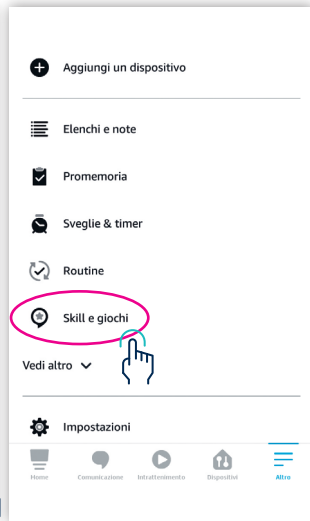 Aggiungi un dispositivo
Elenchi e note
Promemoria
Sveglie & timer
Routine
Skill e giochi
Vedi altro
Impostazioni
Home Comunicazione Intrattenimento Dispositivi Altro